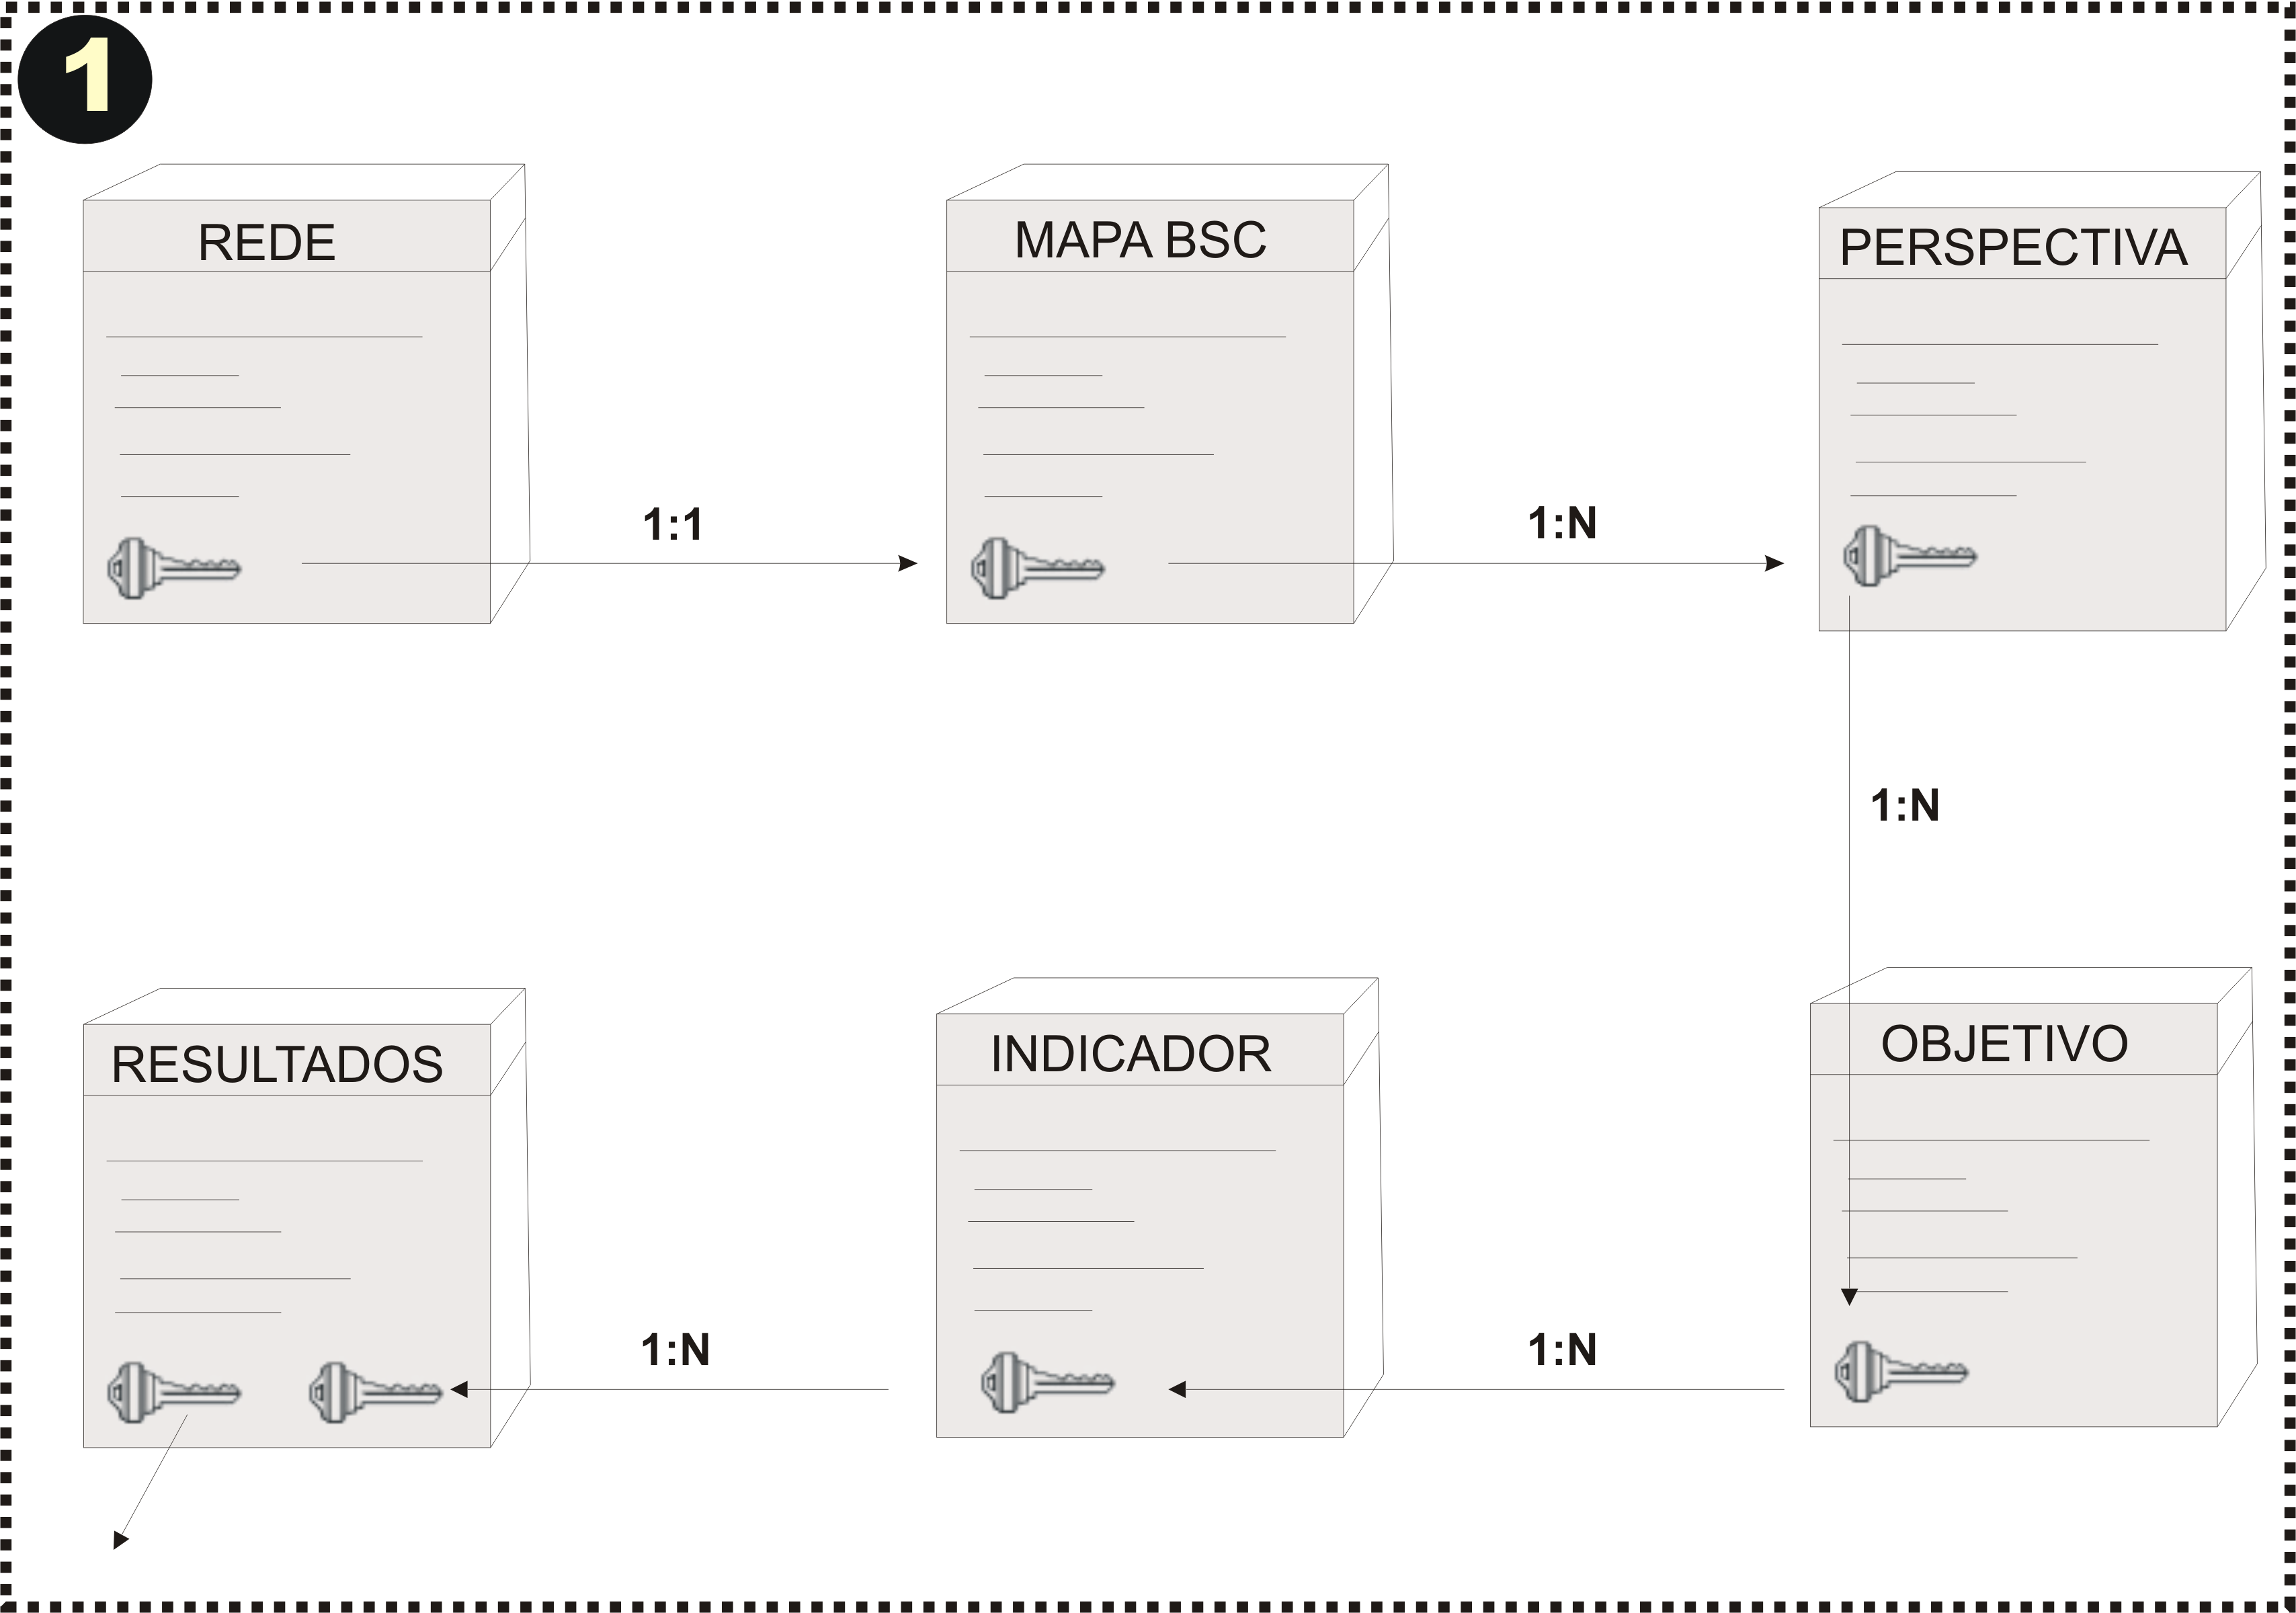 1
REDE
MAPA BSC
PERSPECTIVA
1:1
1:N
1:N
RESULTADOS
INDICADOR
OBJETIVO
1:N
1:N